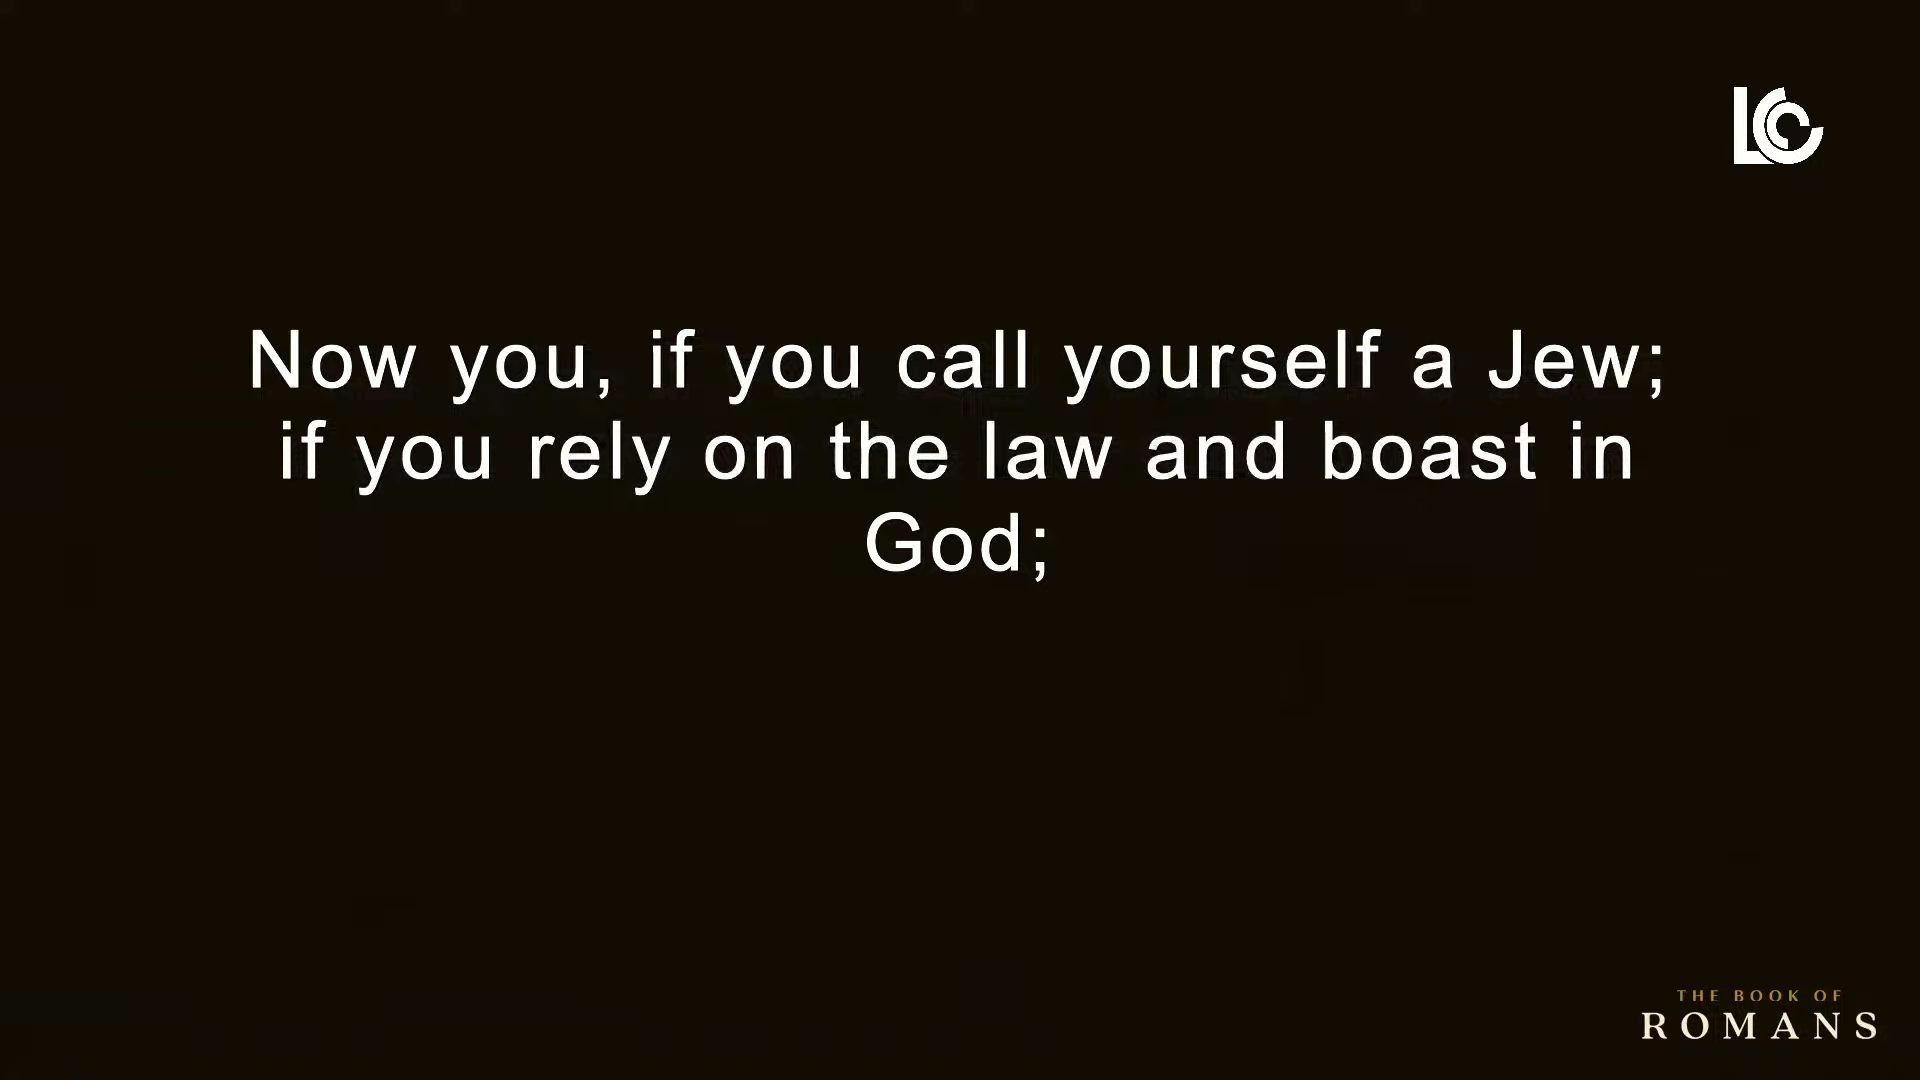 LCC
Now you, if you call yourself a Jew;
if you rely on the law and boast in
God;
THE BOOK OF
ROMANS